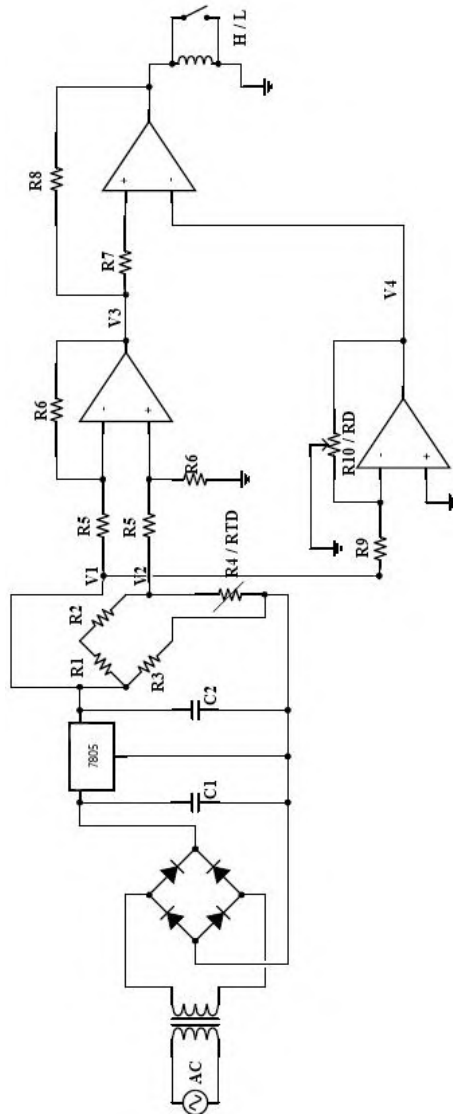 AC
7805
C1
C2
R1
R2
R3
R4 / RTD
V1
V2
R5
R5
R6
R6
V3
R7
R8
H / L
R9
R10 / RD
V4
+
-
-
+
-
+